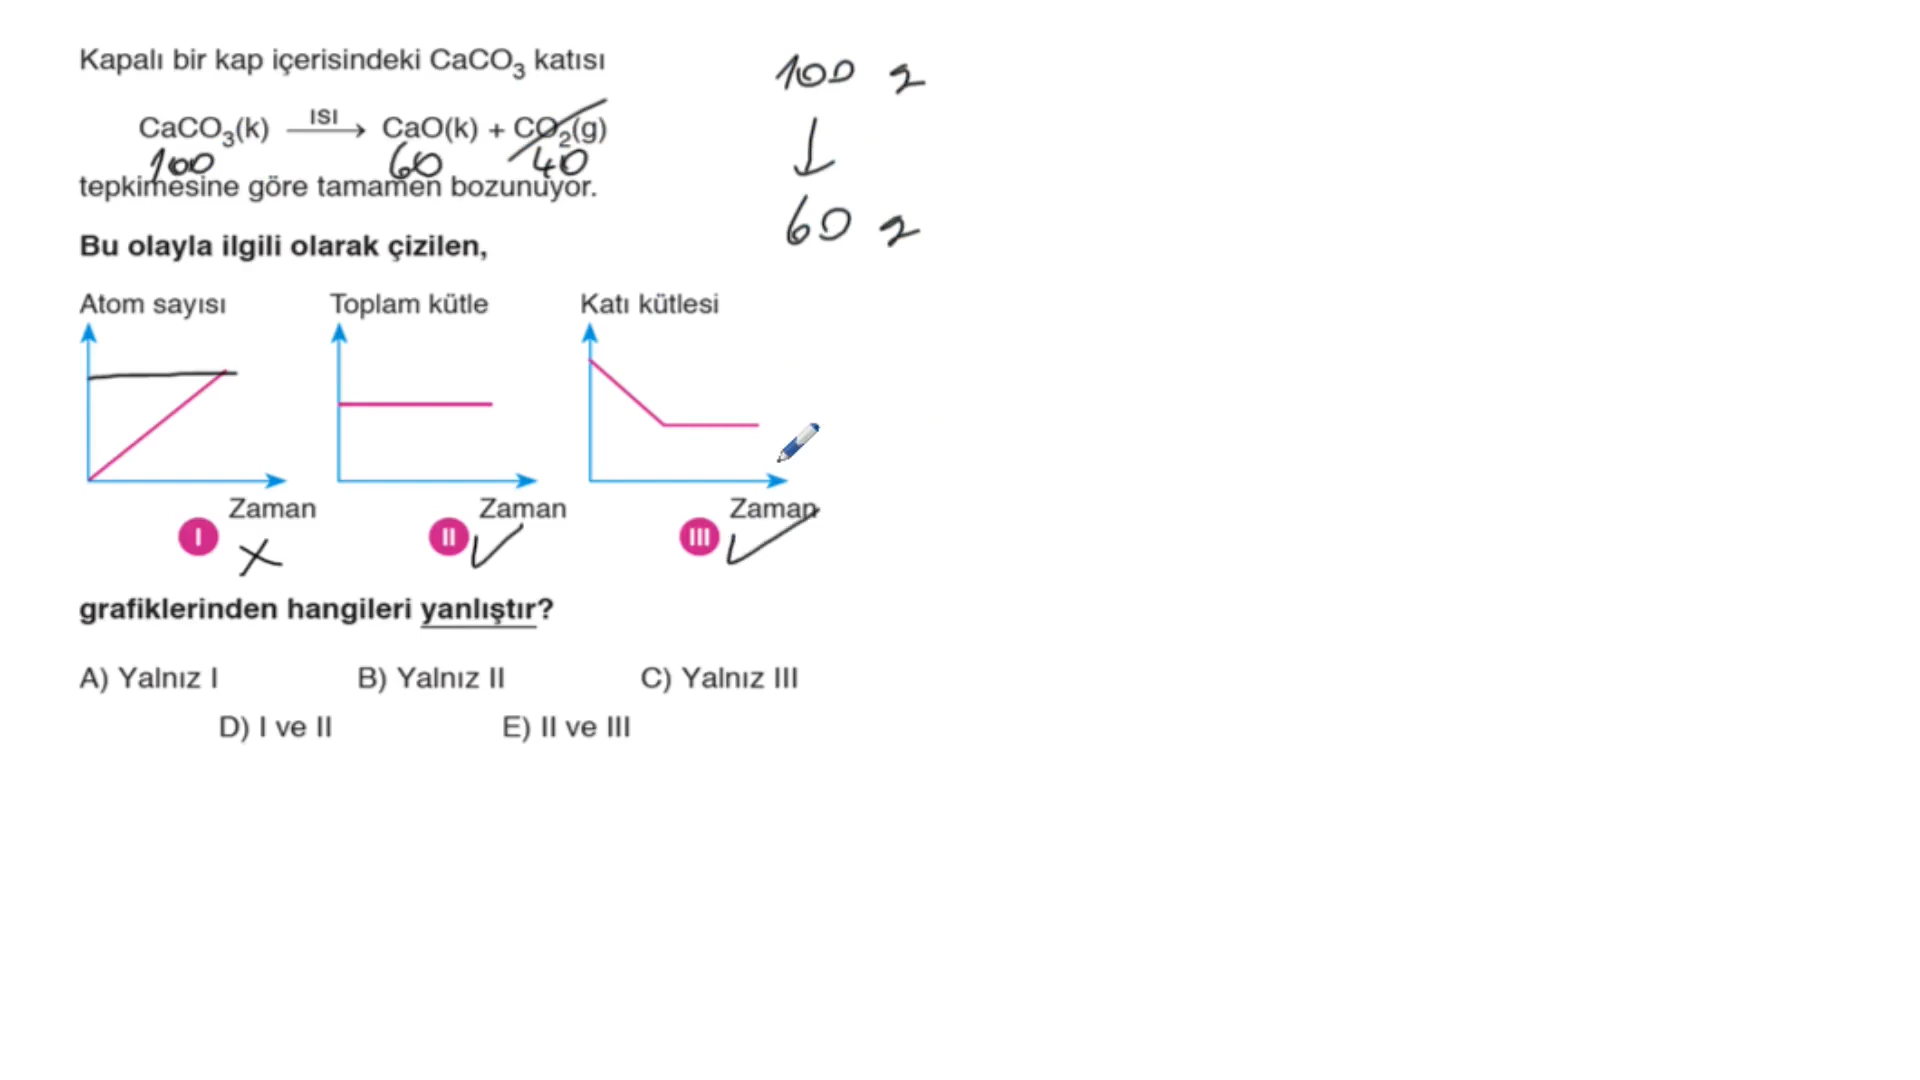 Kapalı bir kap içerisindeki CaCO₃ katısı
100 g
CaCO₃(k) ısı→ CaO(k) + CO₂(g)
100 60 40
tepkimesine göre tamamen bozunuyor.
60 g
Bu olayla ilgili olarak çizilen,
Atom sayısı Toplam kütle Katı kütlesi
Zaman Zaman Zaman
I II III
grafiklerinden hangileri yanlıştır?
A) Yalnız I B) Yalnız II C) Yalnız III
D) I ve II E) II ve III